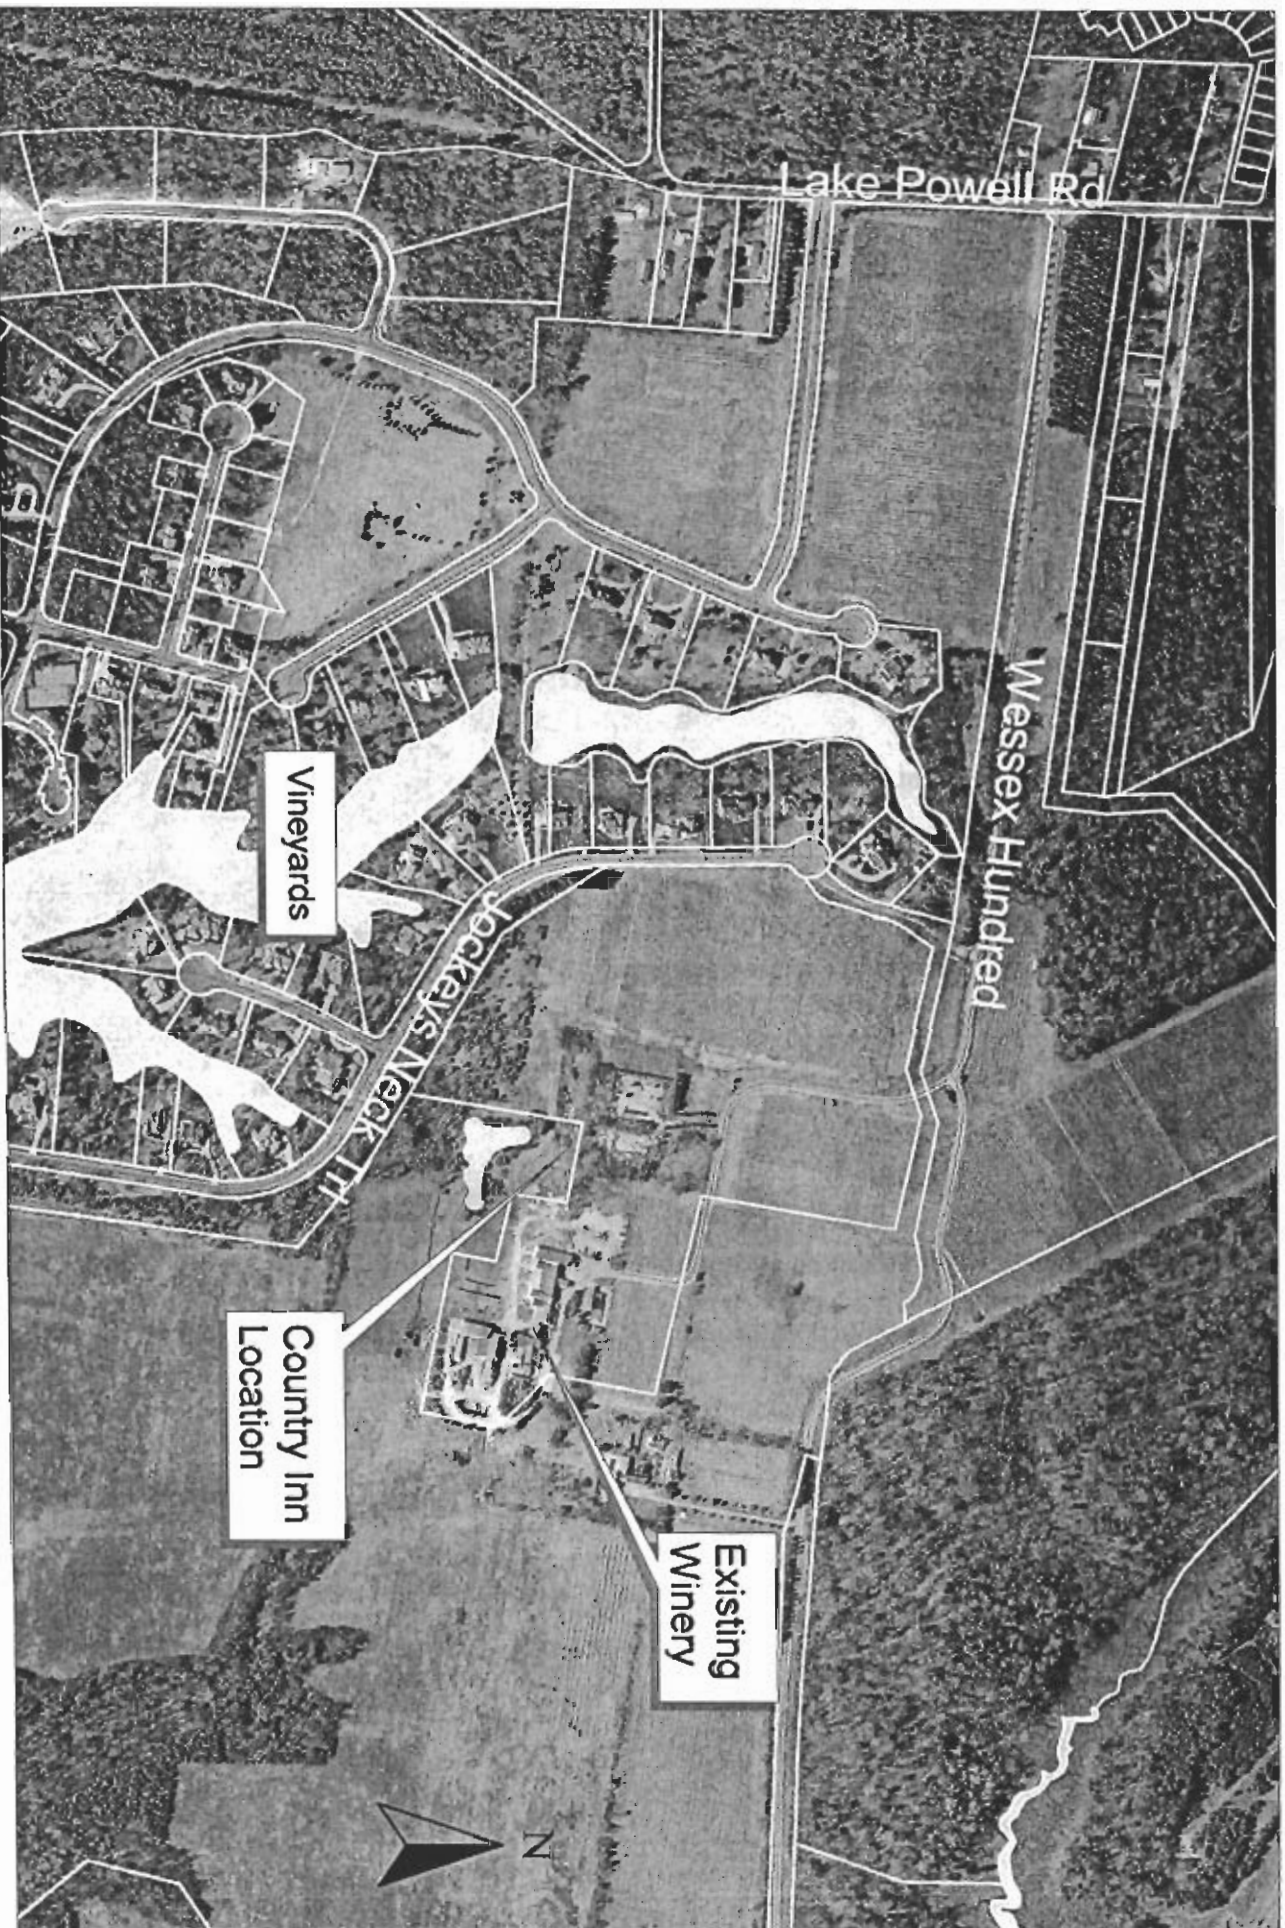 Lake Powell Rd
Wessex Hundred
Vineyards
Jockeys Neck Trl
Country Inn
Location
Existing
Winery
N